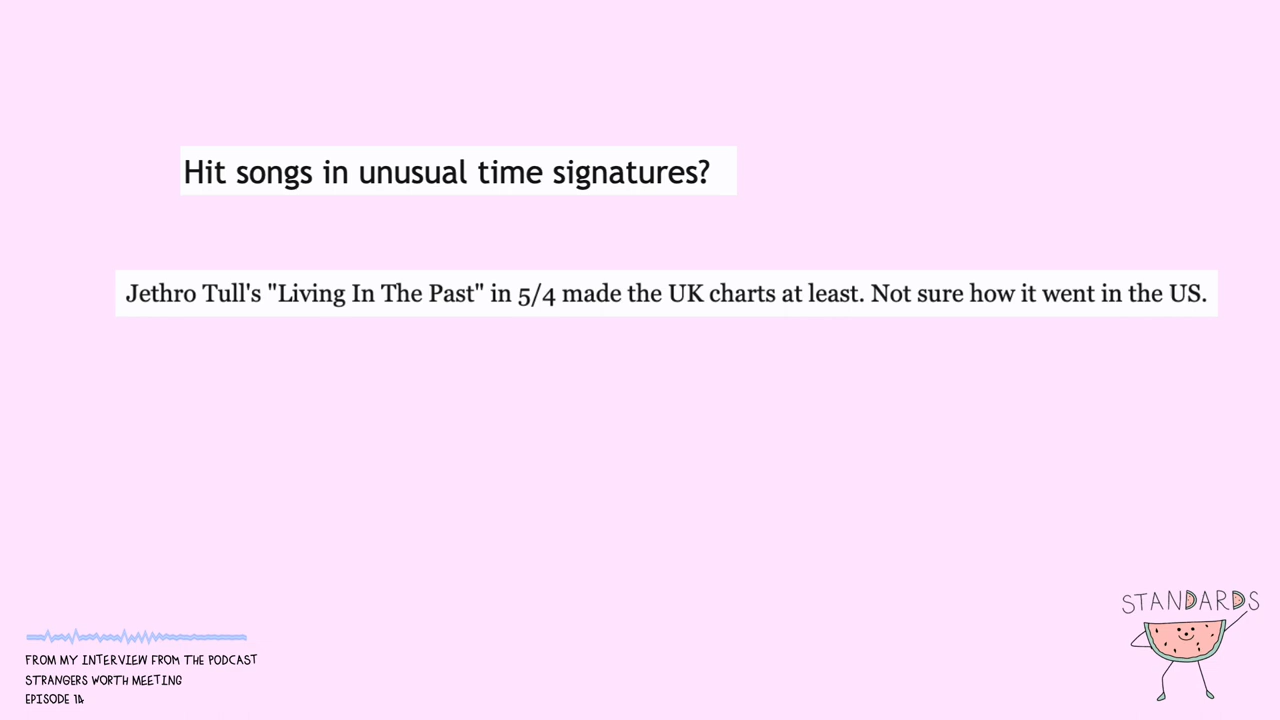 Hit songs in unusual time signatures?
Jethro Tull's "Living In The Past" in 5/4 made the UK charts at least. Not sure how it went in the US.
STANDARDS
FROM MY INTERVIEW FROM THE PODCAST
STRANGERS WORTH MEETING
EPISODE 14